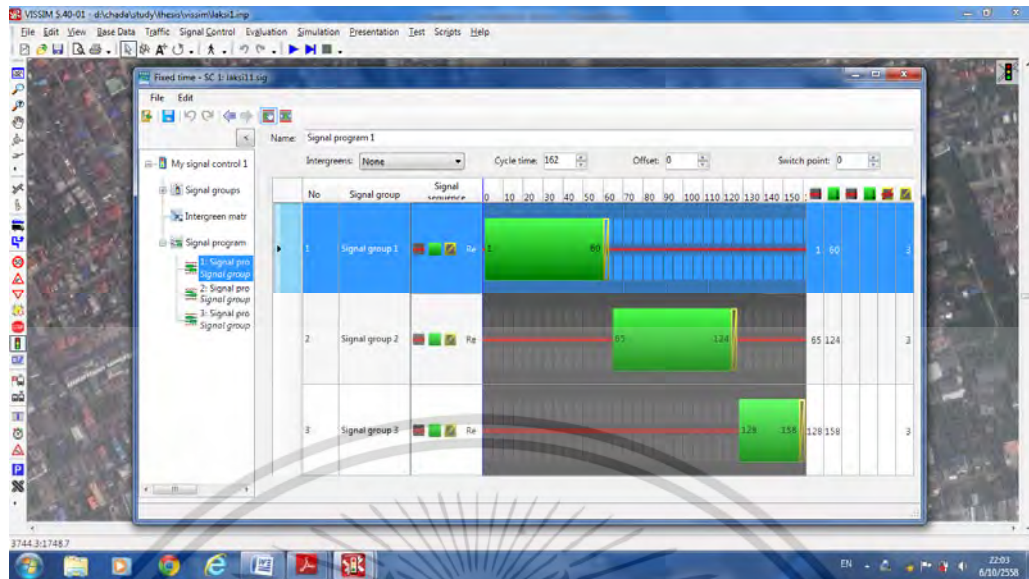 VISSIM 5.40-01 - d:\chada\study\thesis\vissim\laksi1.inp
File Edit View Base Data Traffic Signal Control Evaluation Simulation Presentation Test Scripts Help
Fixed time - SC 1: laksi11.sig
File Edit
Name: Signal program 1
My signal control 1
Intergreens: None Cycle time: 162 Offset: 0 Switch point: 0
Signal groups
Intergreen matr
Signal program
1: Signal pro
Signal group
2: Signal pro
Signal group
3: Signal pro
Signal group
No Signal group Signal sequence 0 10 20 30 40 50 60 70 80 90 100 110 120 130 140 150
1 Signal group 1 Re 1 60 1 60 3
2 Signal group 2 Re 65 124 65 124 3
3 Signal group 3 Re 128 158 128 158 3
3744.3:1748.7
EN 22:03
6/10/2558